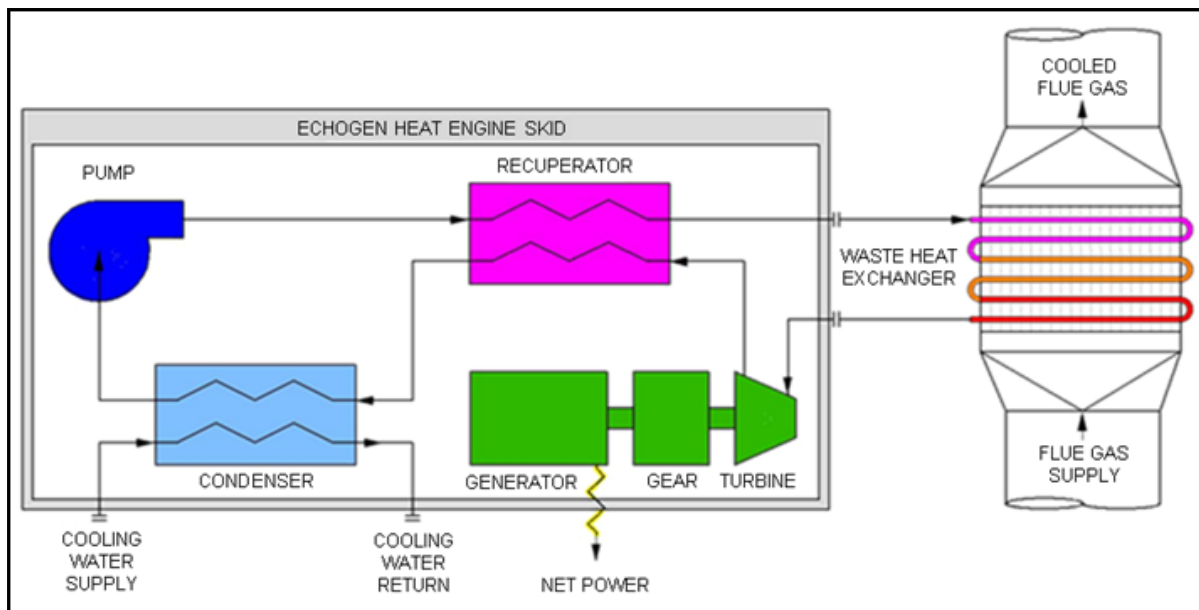 COOLED
FLUE GAS
ECHOGEN HEAT ENGINE SKID
PUMP
RECUPERATOR
WASTE HEAT
EXCHANGER
CONDENSER
GENERATOR
GEAR
TURBINE
FLUE GAS
SUPPLY
COOLING
WATER
SUPPLY
COOLING
WATER
RETURN
NET POWER